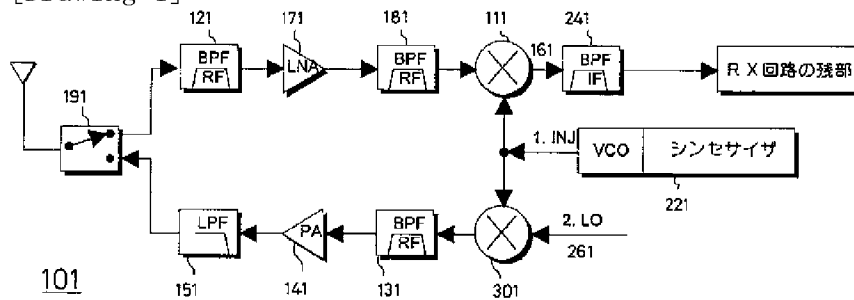 121
171
181
111
241
BPF
RF
LNA
BPF
RF
161
BPF
IF
RX回路の残部
191
1. INJ
VCO
シンセサイザ
221
LPF
PA
BPF
RF
2. LO
261
101
151
141
131
301